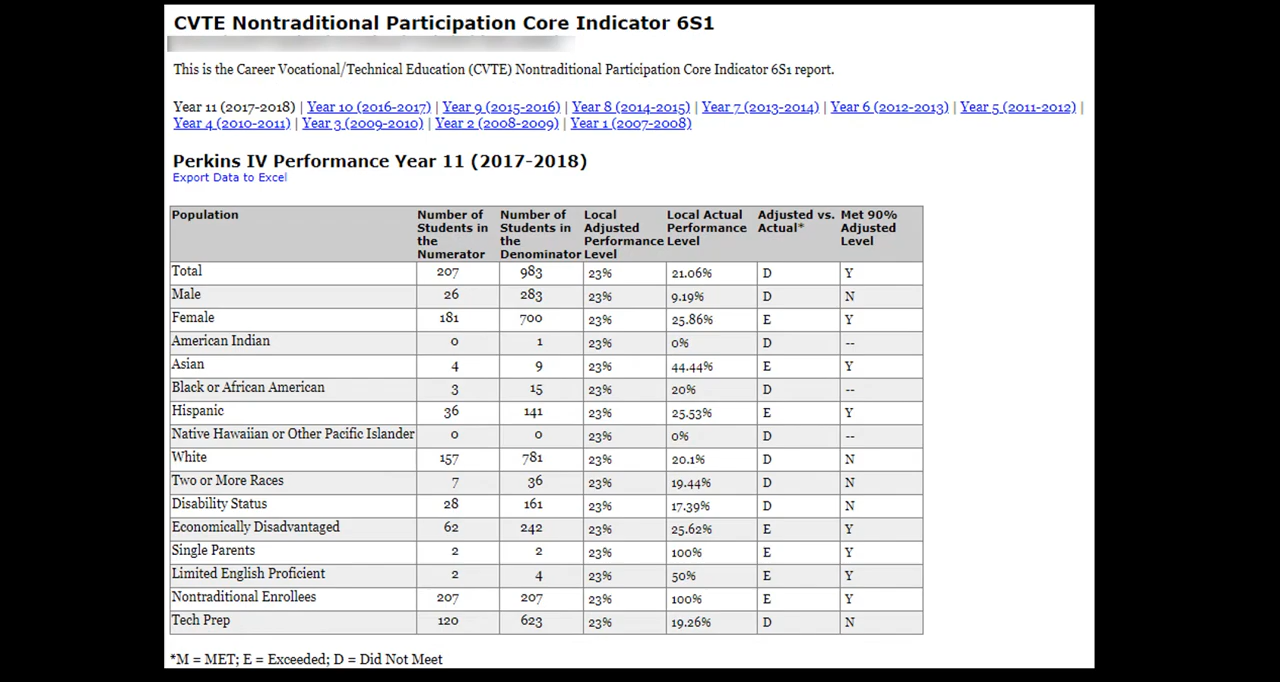 CVTE Nontraditional Participation Core Indicator 6S1
This is the Career Vocational/Technical Education (CVTE) Nontraditional Participation Core Indicator 6S1 report.
Year 11 (2017-2018) | Year 10 (2016-2017) | Year 9 (2015-2016) | Year 8 (2014-2015) | Year 7 (2013-2014) | Year 6 (2012-2013) | Year 5 (2011-2012) |
Year 4 (2010-2011) | Year 3 (2009-2010) | Year 2 (2008-2009) | Year 1 (2007-2008)
Perkins IV Performance Year 11 (2017-2018)
Export Data to Excel
Population Number of Number of Local Local Actual Adjusted vs. Met 90%
Students in Students in Adjusted Performance Actual* Adjusted
the the Performance Level Level
Numerator Denominator Level
Total 207 983 23% 21.06% D Y
Male 26 283 23% 9.19% D N
Female 181 700 23% 25.86% E Y
American Indian 0 1 23% 0% D --
Asian 4 9 23% 44.44% E Y
Black or African American 3 15 23% 20% D --
Hispanic 36 141 23% 25.53% E Y
Native Hawaiian or Other Pacific Islander 0 0 23% 0% D --
White 157 781 23% 20.1% D N
Two or More Races 7 36 23% 19.44% D N
Disability Status 28 161 23% 17.39% D N
Economically Disadvantaged 62 242 23% 25.62% E Y
Single Parents 2 2 23% 100% E Y
Limited English Proficient 2 4 23% 50% E Y
Nontraditional Enrollees 207 207 23% 100% E Y
Tech Prep 120 623 23% 19.26% D N
*M = MET; E = Exceeded; D = Did Not Meet